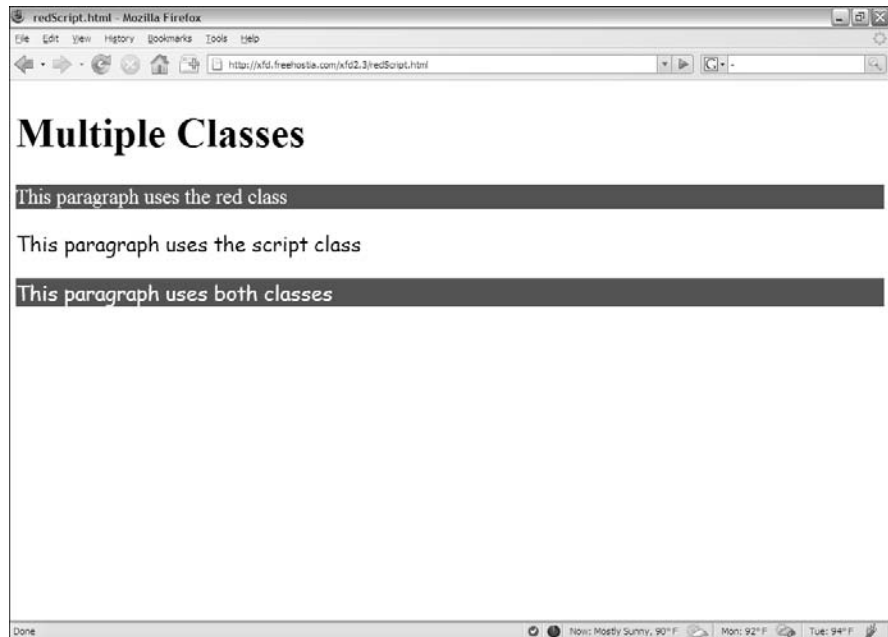 redScript.html - Mozilla Firefox
File Edit View History Bookmarks Tools Help
http://xfd.freehostia.com/xfd2.3/redScript.html
G
Multiple Classes
This paragraph uses the red class
This paragraph uses the script class
This paragraph uses both classes
Done Now: Mostly Sunny, 90° F Mon: 92° F Tue: 94° F